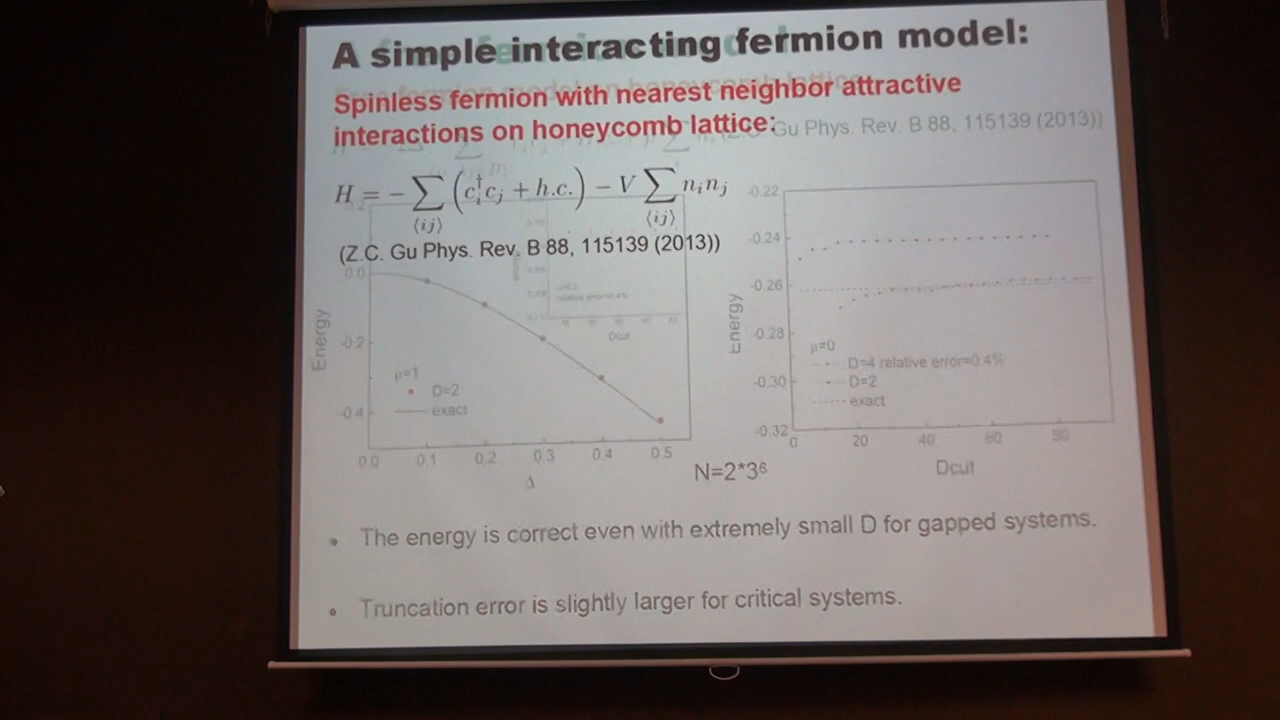 A simple interacting fermion model:
Spinless fermion with nearest neighbor attractive
interactions on honeycomb lattice:
Gu Phys. Rev. B 88, 115139 (2013))
H = − ∑⟨ij⟩ (c†i cj + h.c.) − V ∑⟨ij⟩ ni nj
(Z.C. Gu Phys. Rev. B 88, 115139 (2013))
Energy
0.0
-0.2
-0.4
μ=1
D=2
exact
0.0 0.1 0.2 0.3 0.4 0.5
Δ
Dcut
Energy
-0.22
-0.24
-0.26
-0.28
-0.30
-0.32
μ=0
D=4 relative error=0.4%
D=2
exact
0 20 40 60 80
Dcut
N=2*3⁶
• The energy is correct even with extremely small D for gapped systems.
• Truncation error is slightly larger for critical systems.